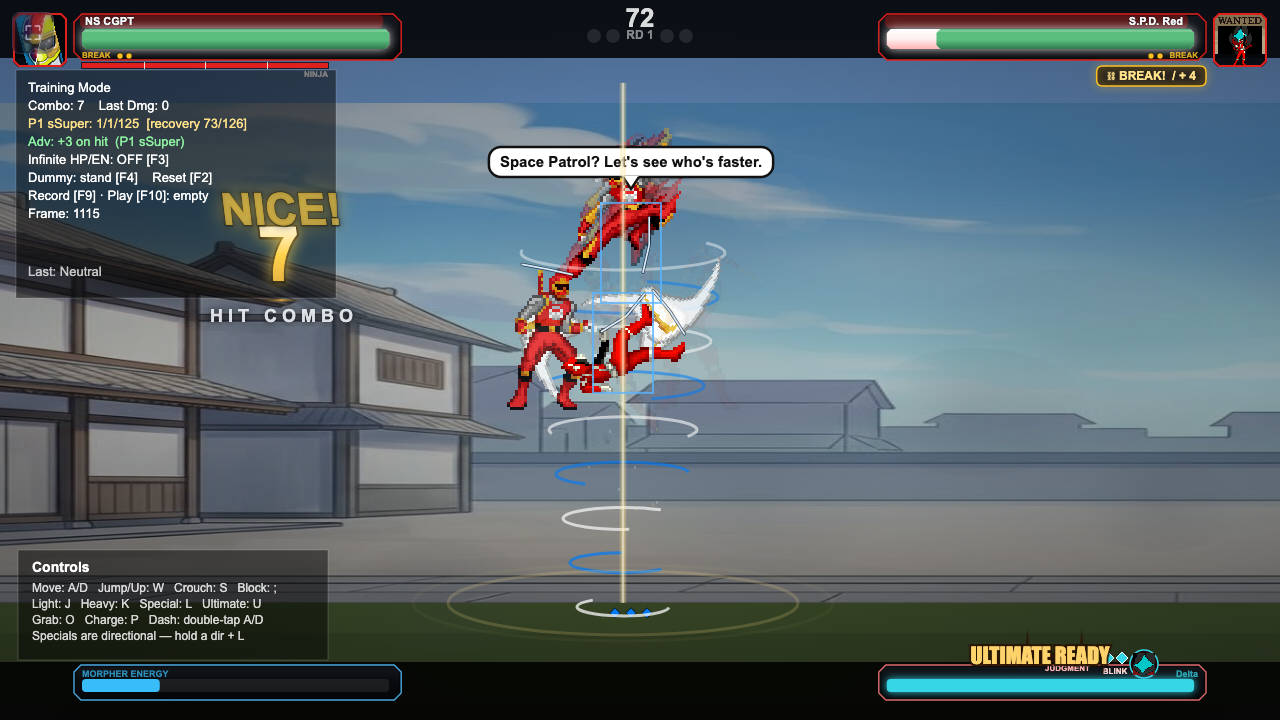 NS CGPT
72
RD 1
S.P.D. Red
WANTED
BREAK
BREAK
NINJA
BREAK! / + 4
Training Mode
Combo: 7 Last Dmg: 0
P1 sSuper: 1/1/125 [recovery 73/126]
Adv: +3 on hit (P1 sSuper)
Infinite HP/EN: OFF [F3]
Dummy: stand [F4] Reset [F2]
Record [F9] · Play [F10]: empty
Frame: 1115
Last: Neutral
Space Patrol? Let's see who's faster.
NICE!
7
HIT COMBO
Controls
Move: A/D Jump/Up: W Crouch: S Block: ;
Light: J Heavy: K Special: L Ultimate: U
Grab: O Charge: P Dash: double-tap A/D
Specials are directional — hold a dir + L
MORPHER ENERGY
ULTIMATE READY
JUDGMENT
BLINK
Delta